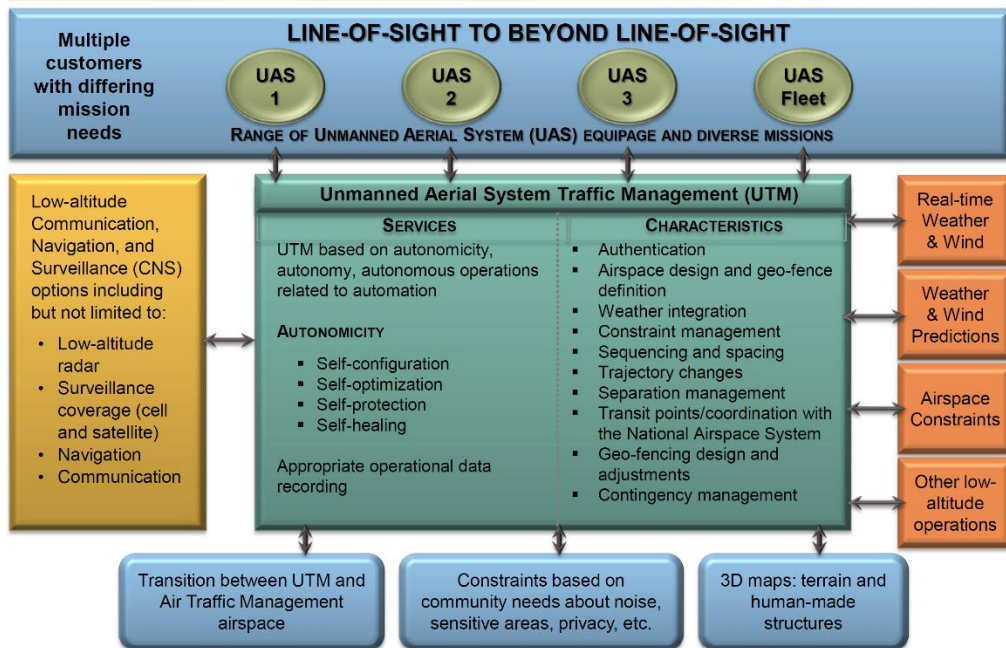 Multiple
customers
with differing
mission
needs
LINE-OF-SIGHT TO BEYOND LINE-OF-SIGHT
UAS
1
UAS
2
UAS
3
UAS
Fleet
RANGE OF UNMANNED AERIAL SYSTEM (UAS) EQUIPAGE AND DIVERSE MISSIONS
Low-altitude
Communication,
Navigation, and
Surveillance (CNS)
options including
but not limited to:
• Low-altitude
radar
• Surveillance
coverage (cell
and satellite)
• Navigation
• Communication
Unmanned Aerial System Traffic Management (UTM)
SERVICES
UTM based on autonomicity,
autonomy, autonomous operations
related to automation
AUTONOMICITY
▪ Self-configuration
▪ Self-optimization
▪ Self-protection
▪ Self-healing
Appropriate operational data
recording
CHARACTERISTICS
▪ Authentication
▪ Airspace design and geo-fence
definition
▪ Weather integration
▪ Constraint management
▪ Sequencing and spacing
▪ Trajectory changes
▪ Separation management
▪ Transit points/coordination with
the National Airspace System
▪ Geo-fencing design and
adjustments
▪ Contingency management
Real-time
Weather
& Wind
Weather
& Wind
Predictions
Airspace
Constraints
Other low-
altitude
operations
Transition between UTM and
Air Traffic Management
airspace
Constraints based on
community needs about noise,
sensitive areas, privacy, etc.
3D maps: terrain and
human-made
structures